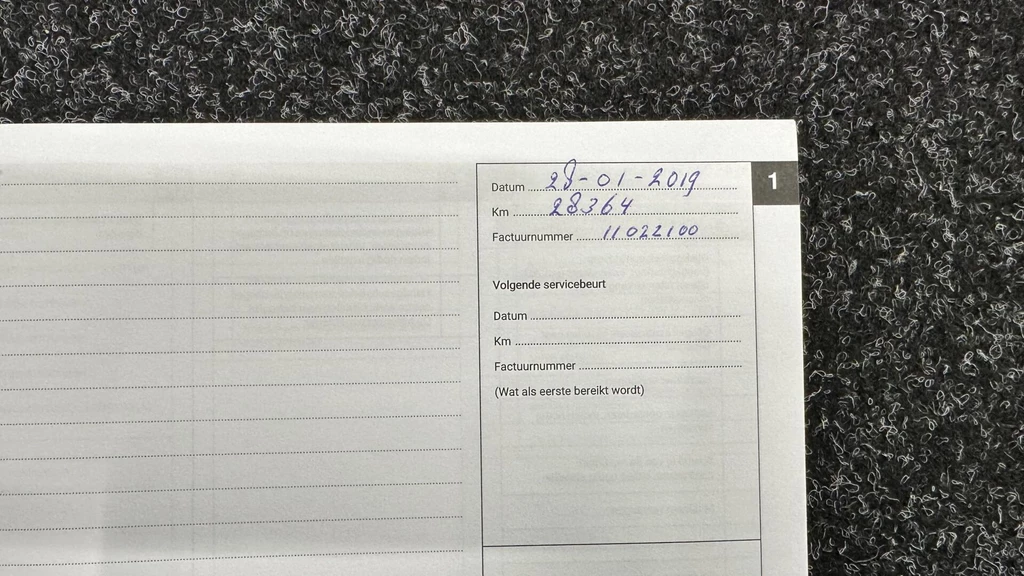 1
Datum 28-01-2019
Km 28364
Factuurnummer 11022100
Volgende servicebeurt
Datum
Km
Factuurnummer
(Wat als eerste bereikt wordt)